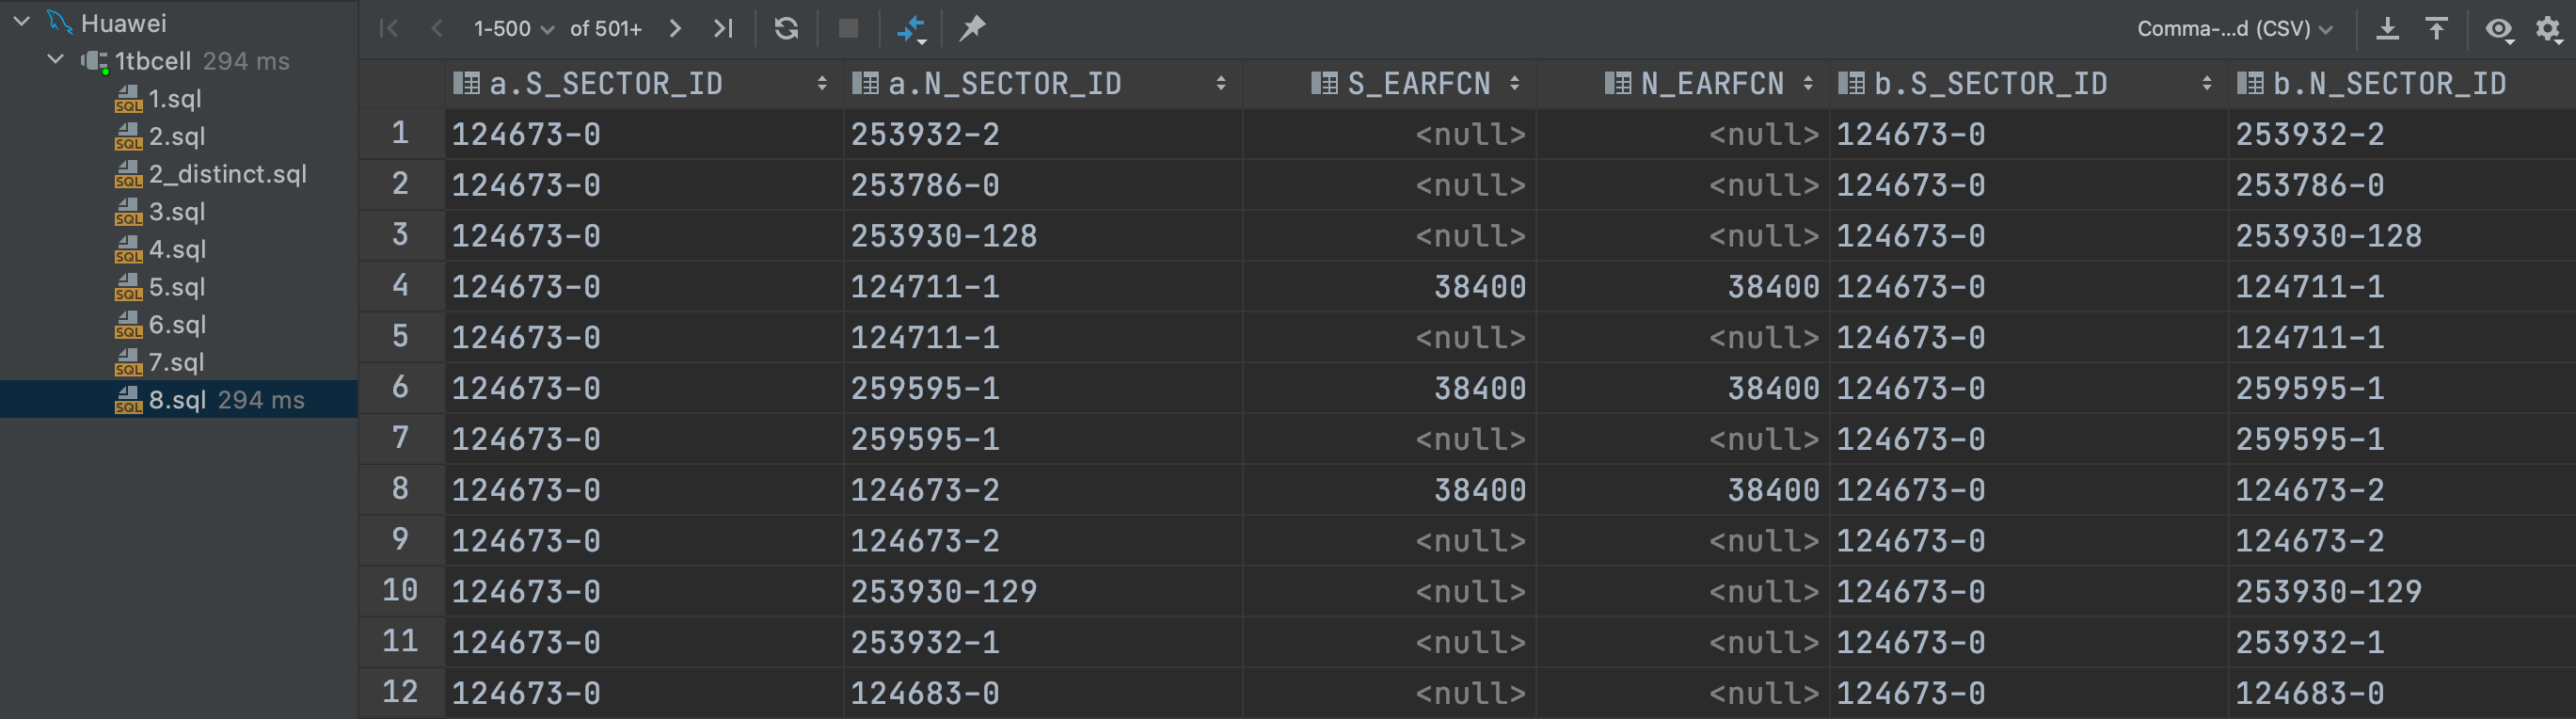 Huawei
1tbcell 294 ms
1.sql
2.sql
2_distinct.sql
3.sql
4.sql
5.sql
6.sql
7.sql
8.sql 294 ms
1-500 of 501+ Comma-...d (CSV)
a.S_SECTOR_ID a.N_SECTOR_ID S_EARFCN N_EARFCN b.S_SECTOR_ID b.N_SECTOR_ID
1 124673-0 253932-2 <null> <null> 124673-0 253932-2
2 124673-0 253786-0 <null> <null> 124673-0 253786-0
3 124673-0 253930-128 <null> <null> 124673-0 253930-128
4 124673-0 124711-1 38400 38400 124673-0 124711-1
5 124673-0 124711-1 <null> <null> 124673-0 124711-1
6 124673-0 259595-1 38400 38400 124673-0 259595-1
7 124673-0 259595-1 <null> <null> 124673-0 259595-1
8 124673-0 124673-2 38400 38400 124673-0 124673-2
9 124673-0 124673-2 <null> <null> 124673-0 124673-2
10 124673-0 253930-129 <null> <null> 124673-0 253930-129
11 124673-0 253932-1 <null> <null> 124673-0 253932-1
12 124673-0 124683-0 <null> <null> 124673-0 124683-0